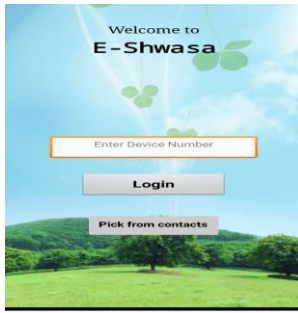 Welcome to
E-Shwasa
Enter Device Number
Login
Pick from contacts